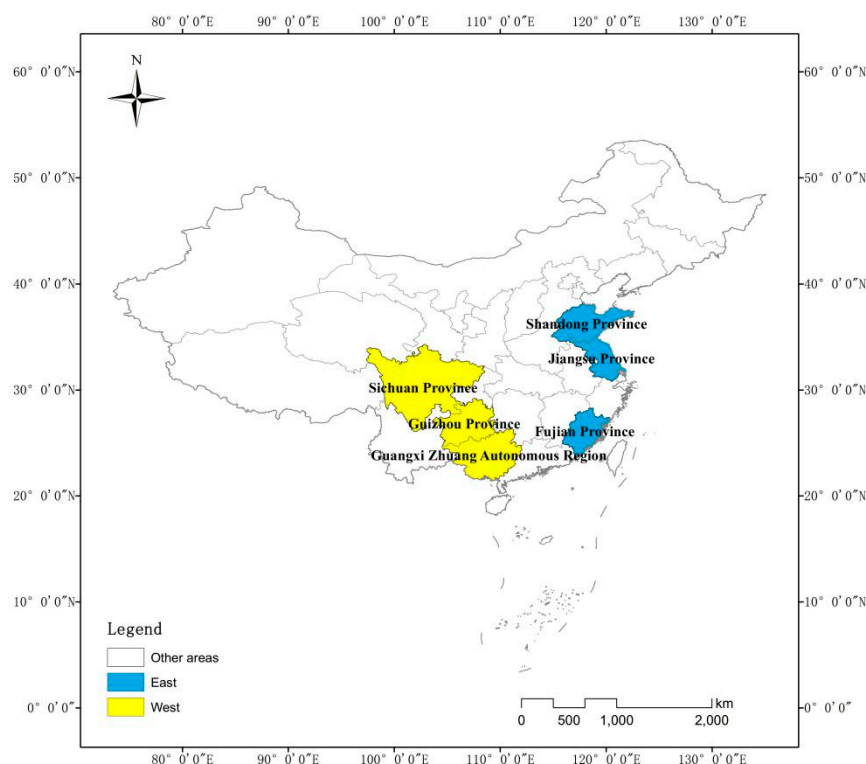 80° 0'0"E 90° 0'0"E 100° 0'0"E 110° 0'0"E 120° 0'0"E 130° 0'0"E
N
60° 0'0"N 60° 0'0"N
50° 0'0"N 50° 0'0"N
40° 0'0"N 40° 0'0"N
Shandong Province
Jiangsu Province
30° 0'0"N 30° 0'0"N
Sichuan Province
Guizhou Province
Fujian Province
Guangxi Zhuang Autonomous Region
20° 0'0"N 20° 0'0"N
10° 0'0"N 10° 0'0"N
Legend
Other areas
East
West
km
0 500 1,000 2,000
0° 0'0" 0° 0'0"
80° 0'0"E 90° 0'0"E 100° 0'0"E 110° 0'0"E 120° 0'0"E 130° 0'0"E